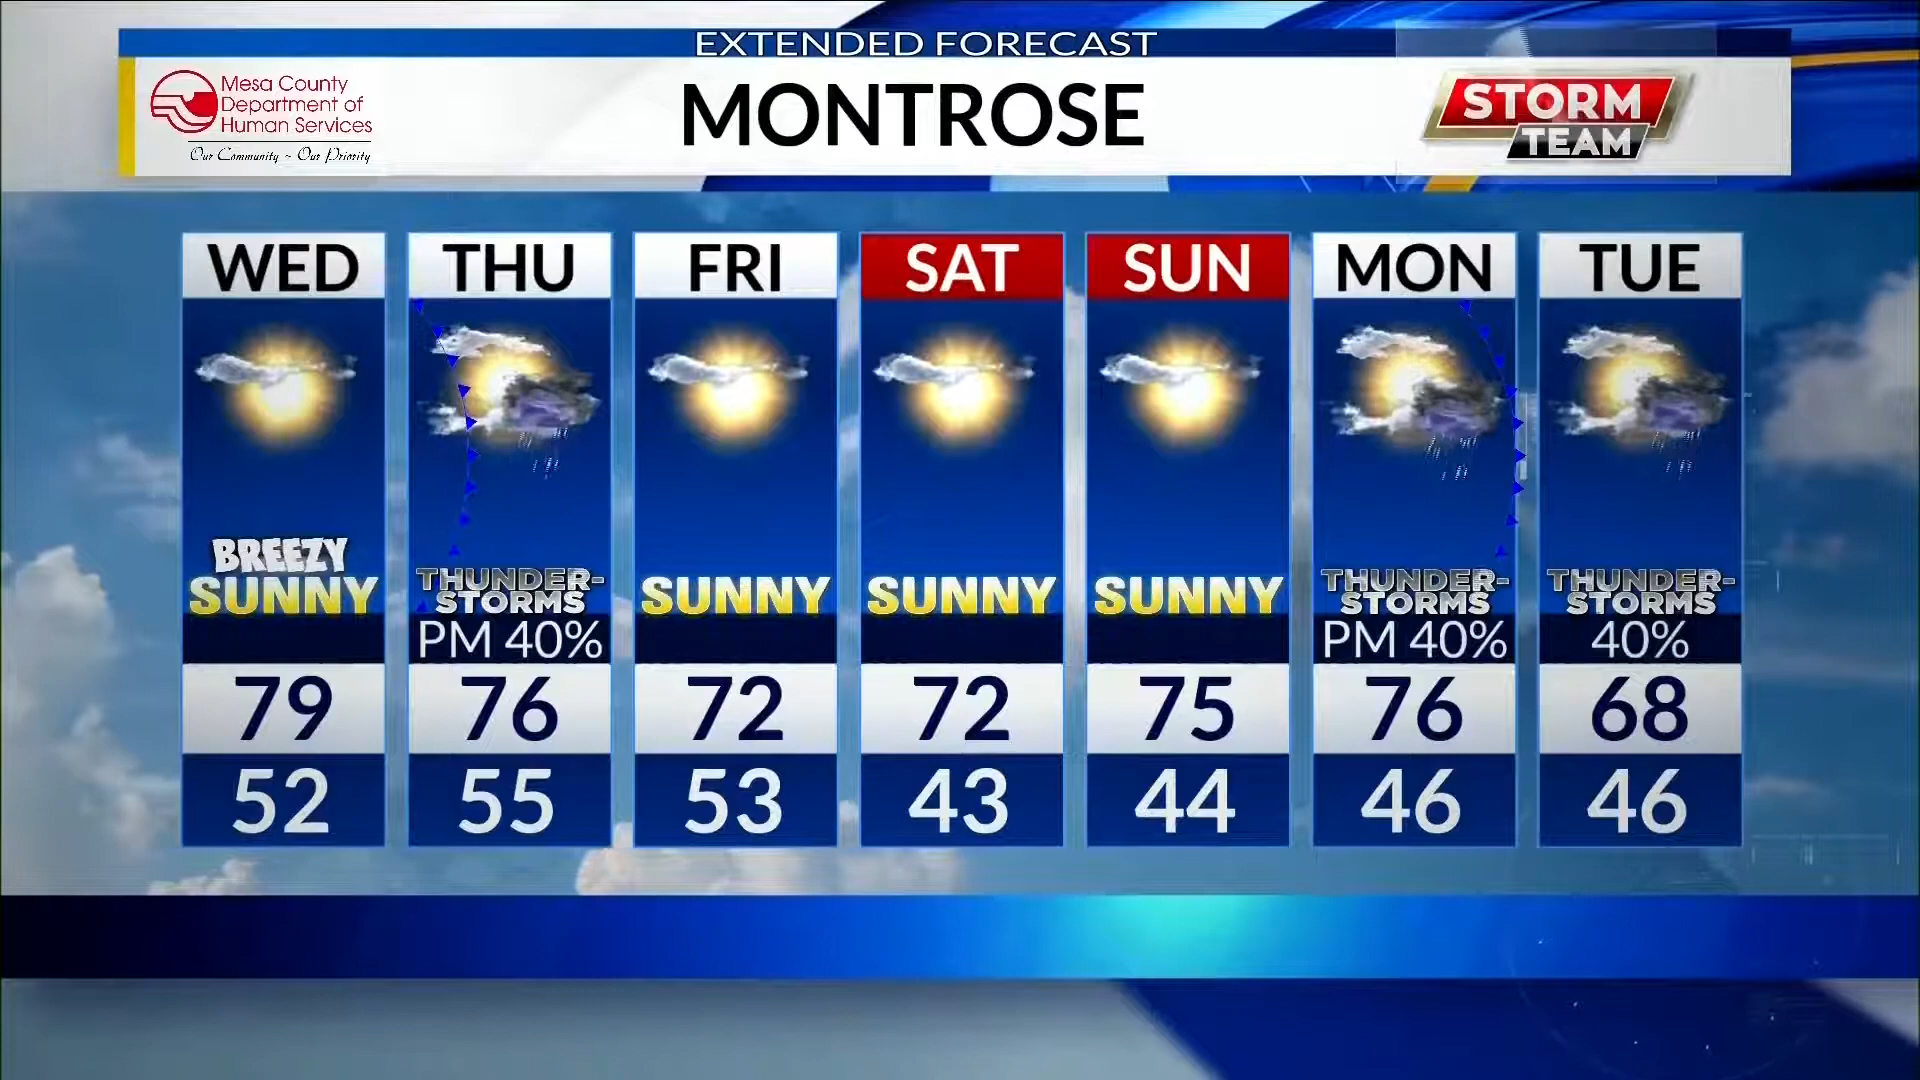 EXTENDED FORECAST
Mesa County
Department of
Human Services
Our Community ~ Our Priority
MONTROSE
STORM
TEAM
WED
BREEZY
SUNNY
79
52
THU
THUNDER-
STORMS
PM 40%
76
55
FRI
SUNNY
72
53
SAT
SUNNY
72
43
SUN
SUNNY
75
44
MON
THUNDER-
STORMS
PM 40%
76
46
TUE
THUNDER-
STORMS
40%
68
46